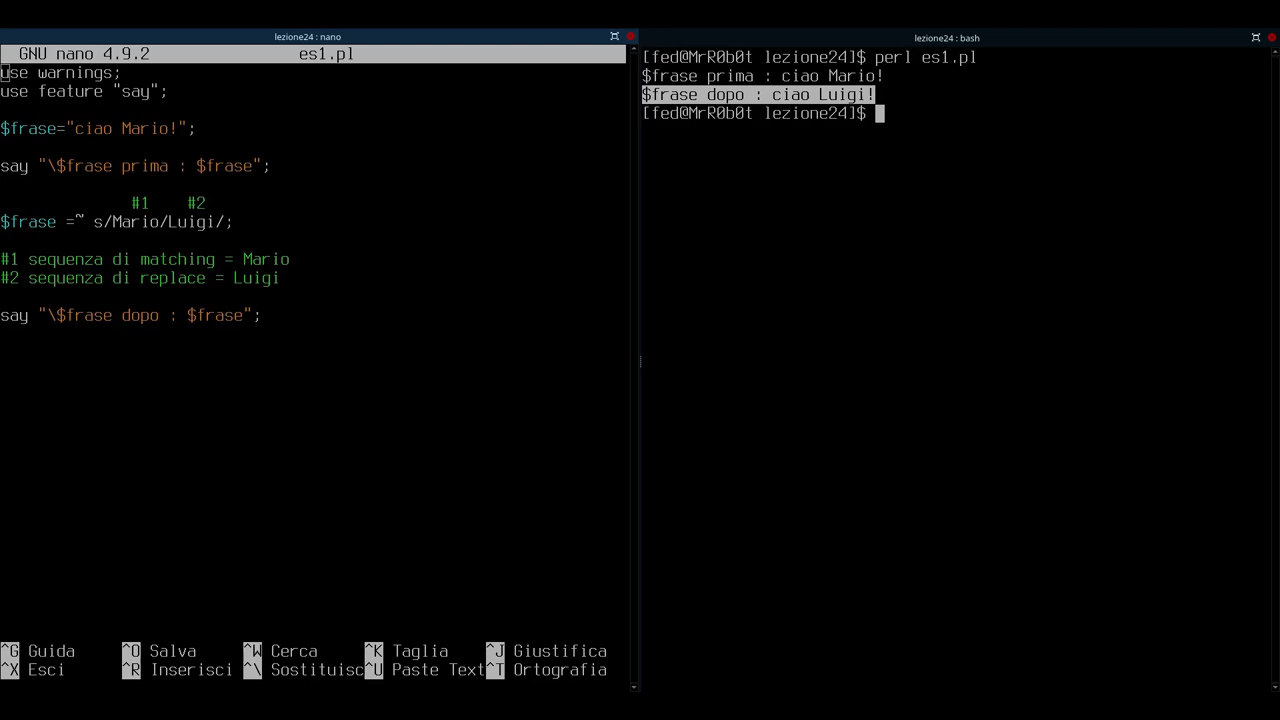 lezione24 : nano
GNU nano 4.9.2 es1.pl
use warnings;
use feature "say";
$frase="ciao Mario!";
say "\$frase prima : $frase";
#1 #2
$frase =~ s/Mario/Luigi/;
#1 sequenza di matching = Mario
#2 sequenza di replace = Luigi
say "\$frase dopo : $frase";
^G Guida ^O Salva ^W Cerca ^K Taglia ^J Giustifica
^X Esci ^R Inserisci ^\ Sostituisc^U Paste Text^T Ortografia
lezione24 : bash
[fed@MrR0b0t lezione24]$ perl es1.pl
$frase prima : ciao Mario!
$frase dopo : ciao Luigi!
[fed@MrR0b0t lezione24]$